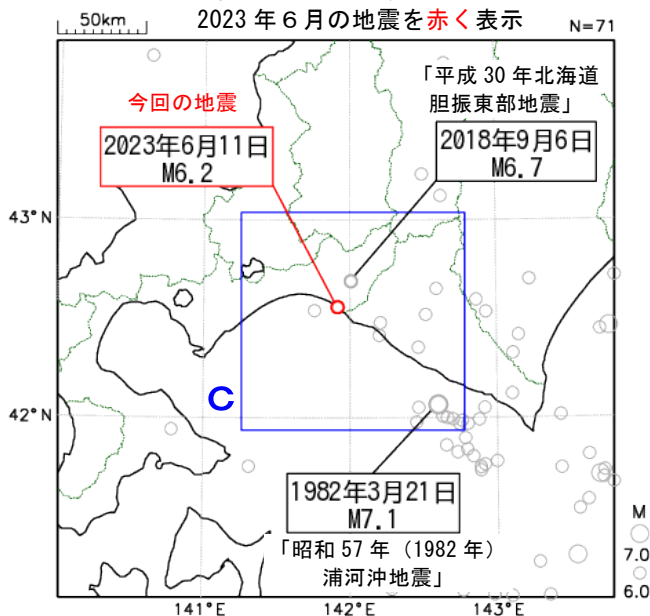 2023年6月の地震を赤く表示
50km
N=71
「平成30年北海道
胆振東部地震」
今回の地震
2023年6月11日
M6.2
2018年9月6日
M6.7
43°N
C
42°N
1982年3月21日
M7.1
「昭和57年（1982年）
浦河沖地震」
M
7.0
6.0
141°E
142°E
143°E